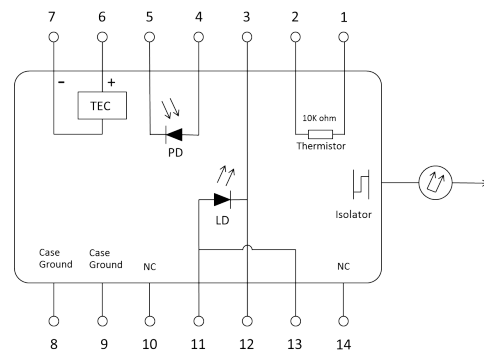 7 6 5 4 3 2 1
- +
TEC
10K ohm
Thermistor
PD
LD
Isolator
Case
Ground
Case
Ground
NC
NC
8 9 10 11 12 13 14